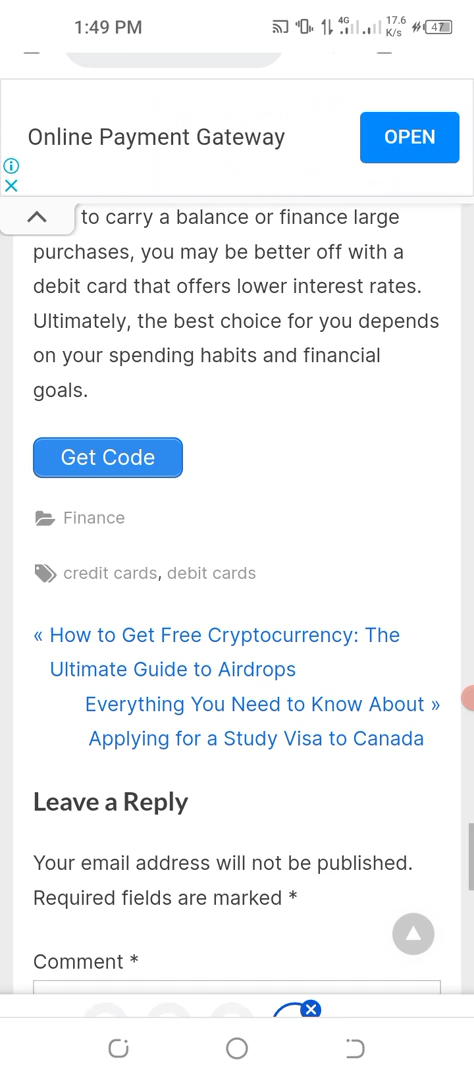 1:49 PM
4G
17.6
K/s
47
Online Payment Gateway
OPEN
to carry a balance or finance large
purchases, you may be better off with a
debit card that offers lower interest rates.
Ultimately, the best choice for you depends
on your spending habits and financial
goals.
Get Code
Finance
credit cards, debit cards
« How to Get Free Cryptocurrency: The
Ultimate Guide to Airdrops
Everything You Need to Know About »
Applying for a Study Visa to Canada
Leave a Reply
Your email address will not be published.
Required fields are marked *
Comment *